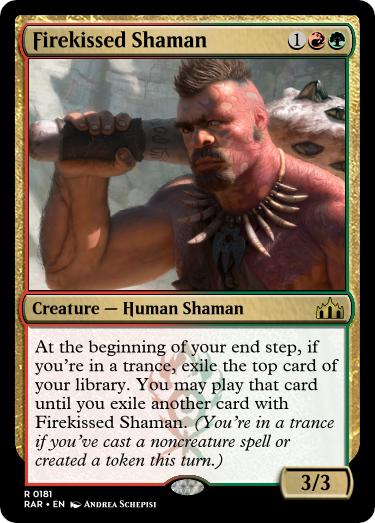 Firekissed Shaman 1
Creature — Human Shaman
At the beginning of your end step, if
you're in a trance, exile the top card of
your library. You may play that card
until you exile another card with
Firekissed Shaman. (You're in a trance
if you've cast a noncreature spell or
created a token this turn.)
3/3
R 0181
RAR • EN Andrea Schepisi